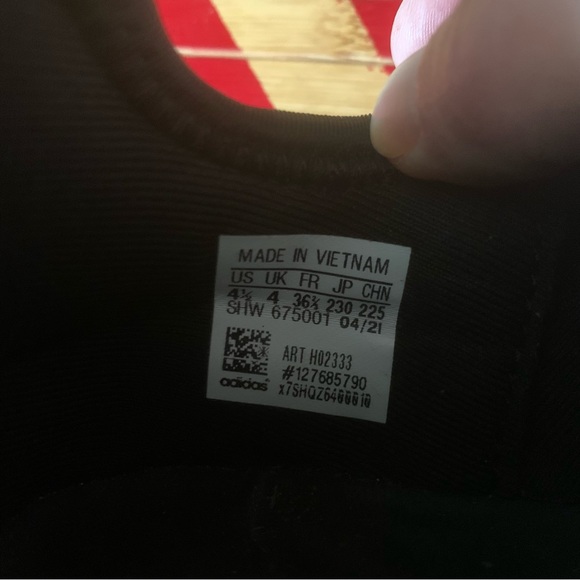 MADE IN VIETNAM
US UK FR JP CHN
4½ 4 36⅔ 230 225
SHW 675001 04/21
ART H02333
#127685790
adidas